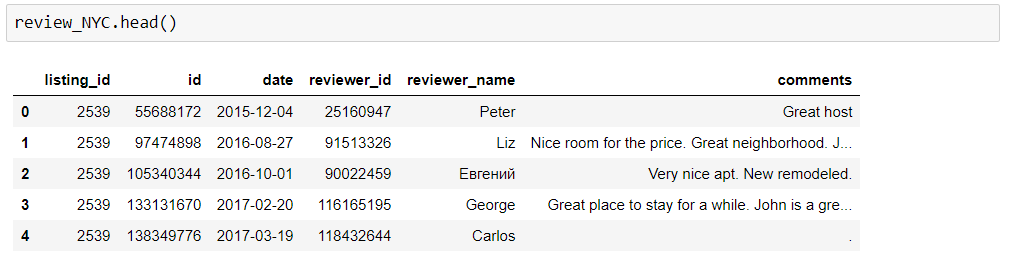 review_NYC.head()
listing_id id date reviewer_id reviewer_name comments
0 2539 55688172 2015-12-04 25160947 Peter Great host
1 2539 97474898 2016-08-27 91513326 Liz Nice room for the price. Great neighborhood. J...
2 2539 105340344 2016-10-01 90022459 Евгений Very nice apt. New remodeled.
3 2539 133131670 2017-02-20 116165195 George Great place to stay for a while. John is a gre...
4 2539 138349776 2017-03-19 118432644 Carlos .